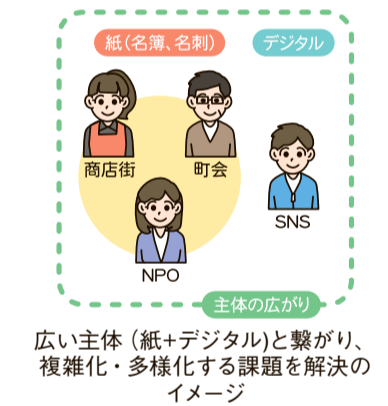 紙（名簿、名刺）
デジタル
商店街
町会
SNS
NPO
主体の広がり
広い主体（紙+デジタル)と繋がり、
複雑化・多様化する課題を解決の
イメージ